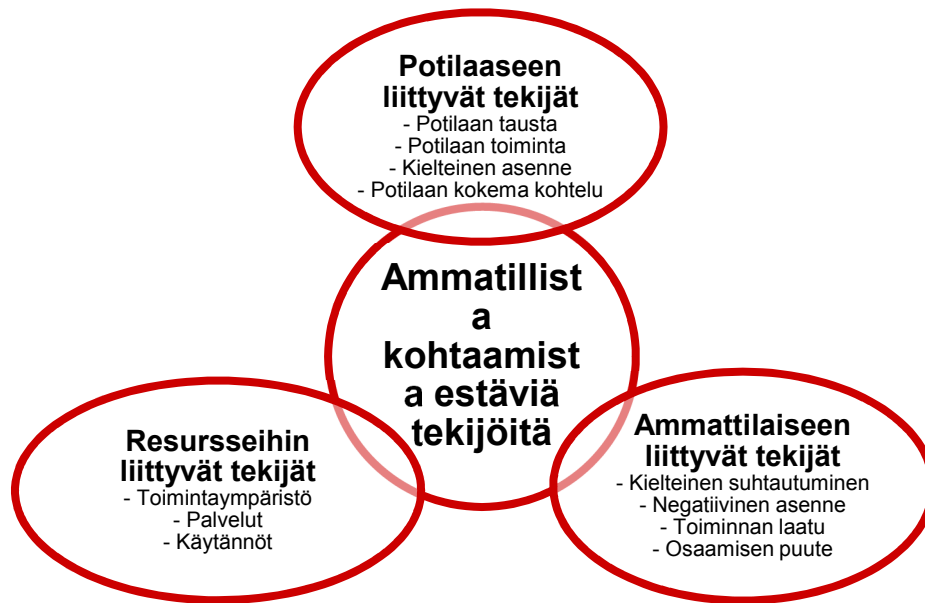 Potilaaseen
liittyvät tekijät
- Potilaan tausta
- Potilaan toiminta
- Kielteinen asenne
- Potilaan kokema kohtelu
Ammatillist
a
kohtaamist
a estäviä
tekijöitä
Resursseihin
liittyvät tekijät
- Toimintaympäristö
- Palvelut
- Käytännöt
Ammattilaiseen
liittyvät tekijät
- Kielteinen suhtautuminen
- Negatiivinen asenne
- Toiminnan laatu
- Osaamisen puute